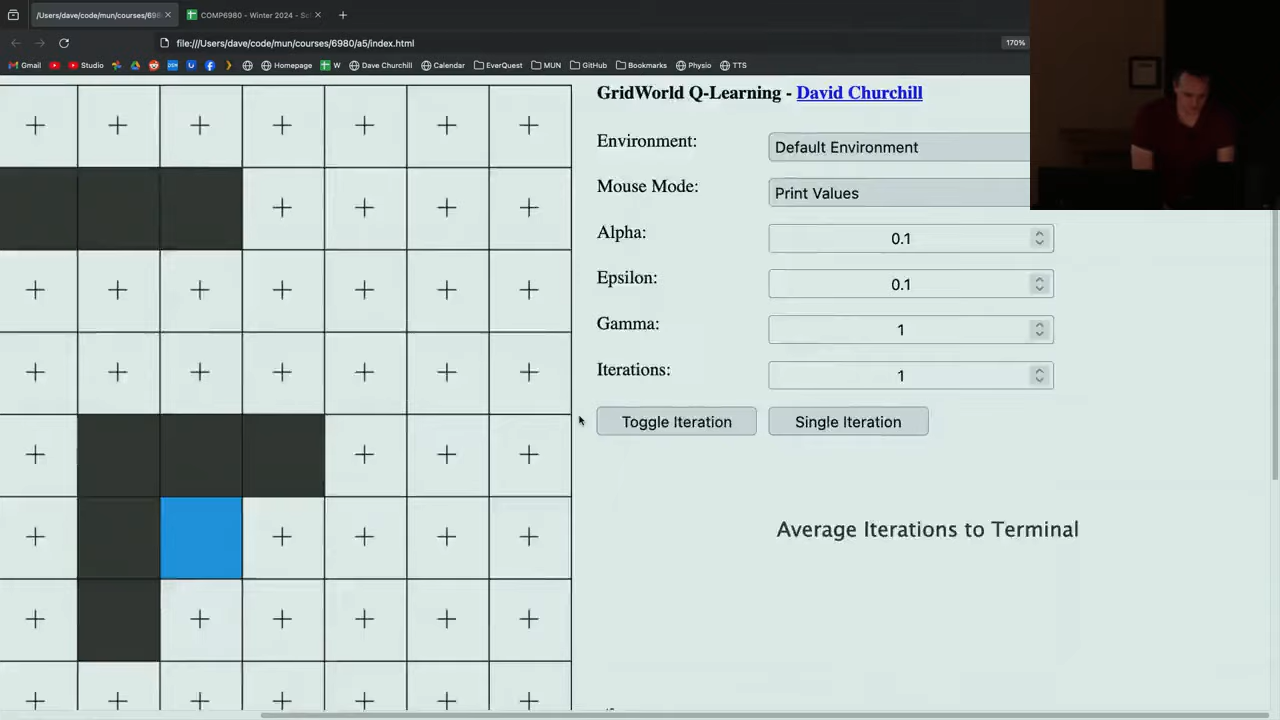 /Users/dave/code/mun/courses/698
COMP6980 - Winter 2024 - Sc
file:///Users/dave/code/mun/courses/6980/a5/index.html
170%
Gmail
Studio
Homepage
W
Dave Churchill
Calendar
EverQuest
MUN
GitHub
Bookmarks
Physio
TTS
GridWorld Q-Learning - David Churchill
Environment:
Default Environment
Mouse Mode:
Print Values
Alpha:
0.1
Epsilon:
0.1
Gamma:
1
Iterations:
1
Toggle Iteration
Single Iteration
Average Iterations to Terminal